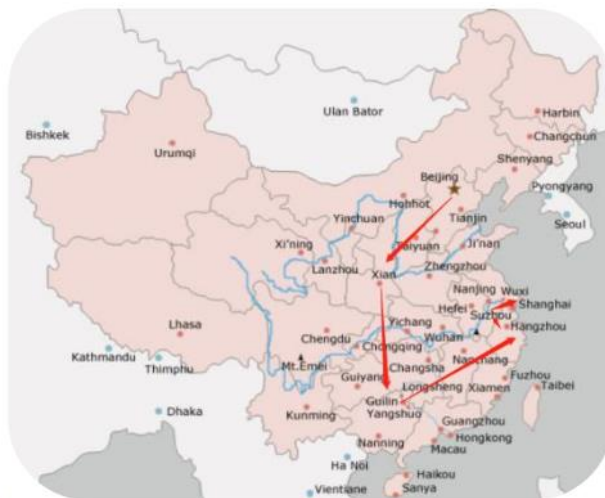 Ulan Bator
Harbin
Bishkek
Changchun
Urumqi
Shenyang
Beijing
Pyongyang
Hohhot
Tianjin
Seoul
Yinchuan
Taiyuan
Ji'nan
Xi'ning
Lanzhou
Xian
Zhengzhou
Nanjing
Wuxi
Hefei
Shanghai
Suzhou
Lhasa
Yichang
Hangzhou
Chengdu
Wuhan
Kathmandu
Chongqing
Thimphu
Mt.Emei
Nanchang
Changsha
Guiyang
Longsheng
Fuzhou
Guilin
Xiamen
Taibei
Dhaka
Kunming
Yangshuo
Guangzhou
Nanning
Hongkong
Macau
Ha Noi
Haikou
Vientiane
Sanya